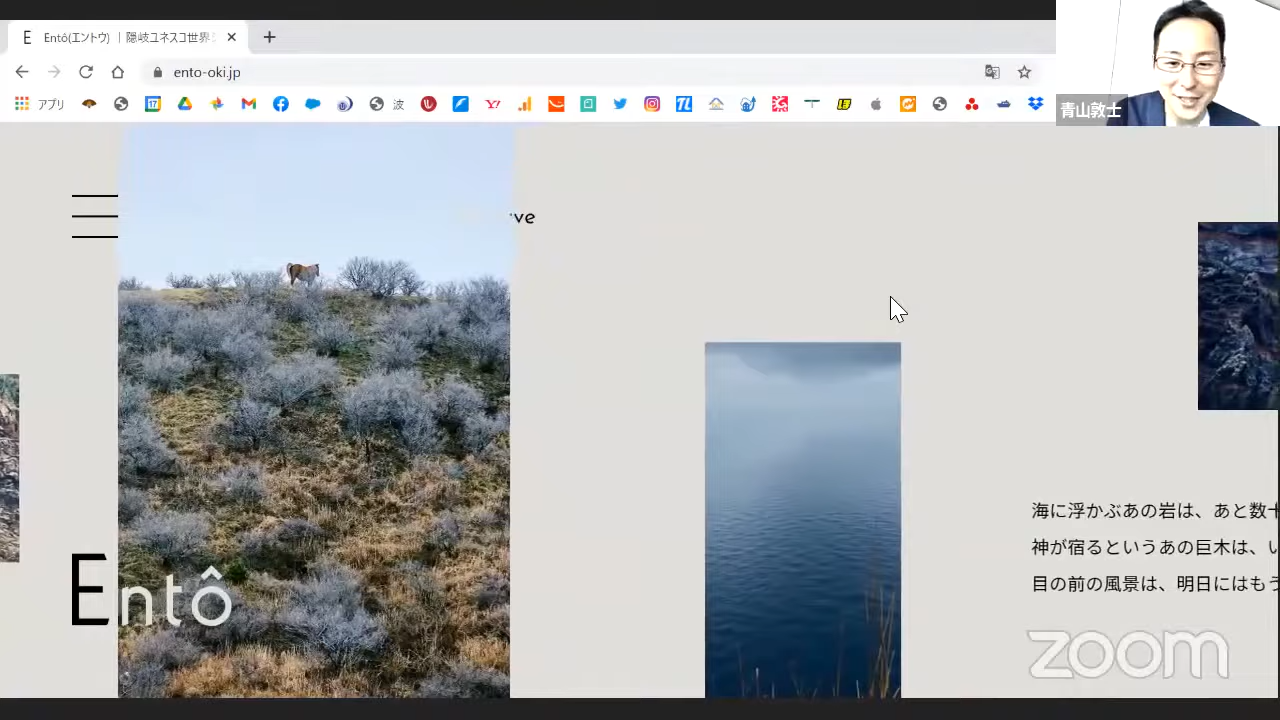 Entô(エントウ) ｜隠岐ユネスコ世界
ento-oki.jp
アプリ
波
青山敦士
ve
海に浮かぶあの岩は、あと数十
神が宿るというあの巨木は、い
目の前の風景は、明日にはもう
Entô
zoom